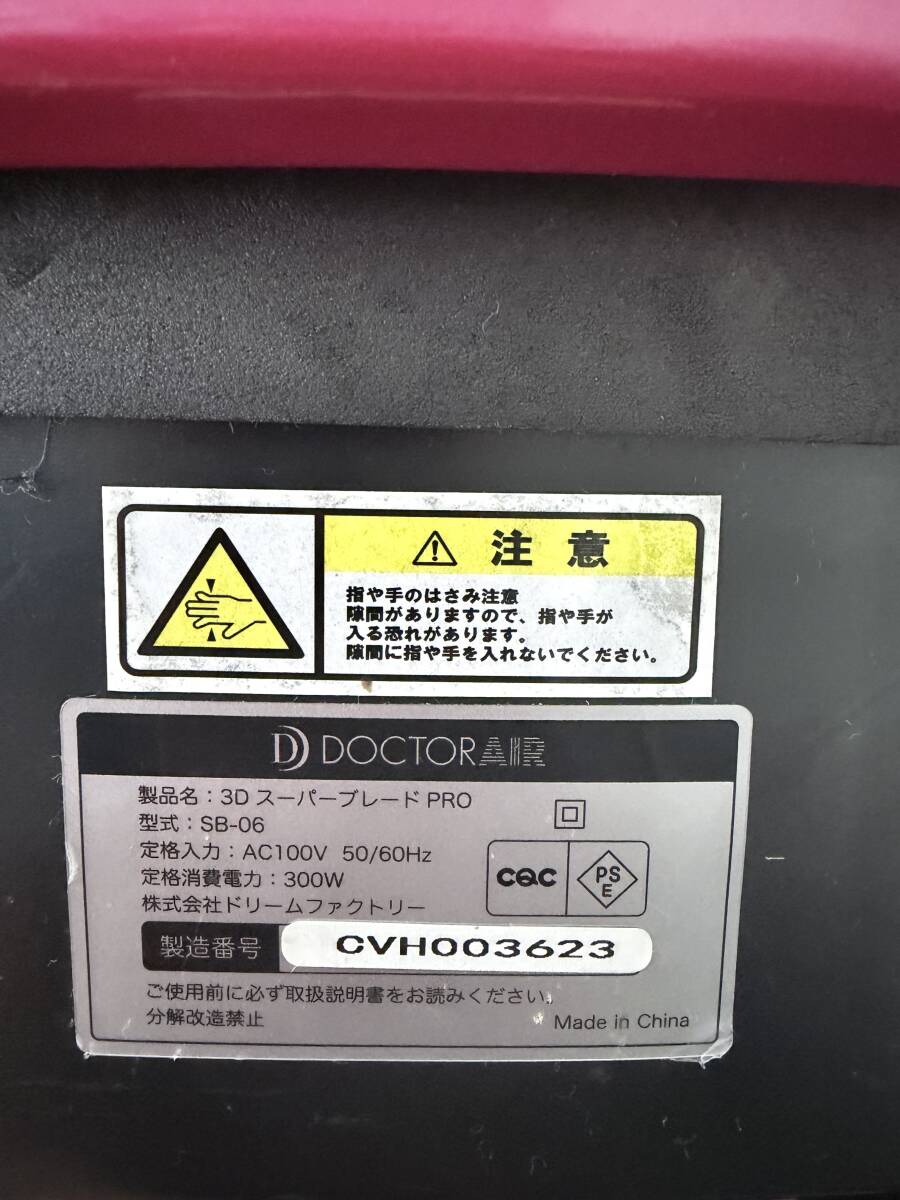 注意
指や手のはさみ注意
隙間がありますので、指や手が
入る恐れがあります。
隙間に指や手を入れないでください。
DOCTORAIR
製品名：3D スーパーブレード PRO
型式：SB-06
定格入力：AC100V 50/60Hz
定格消費電力：300W
株式会社ドリームファクトリー
CQC
PS
E
製造番号 CVH003623
ご使用前に必ず取扱説明書をお読みください。
分解改造禁止
Made in China